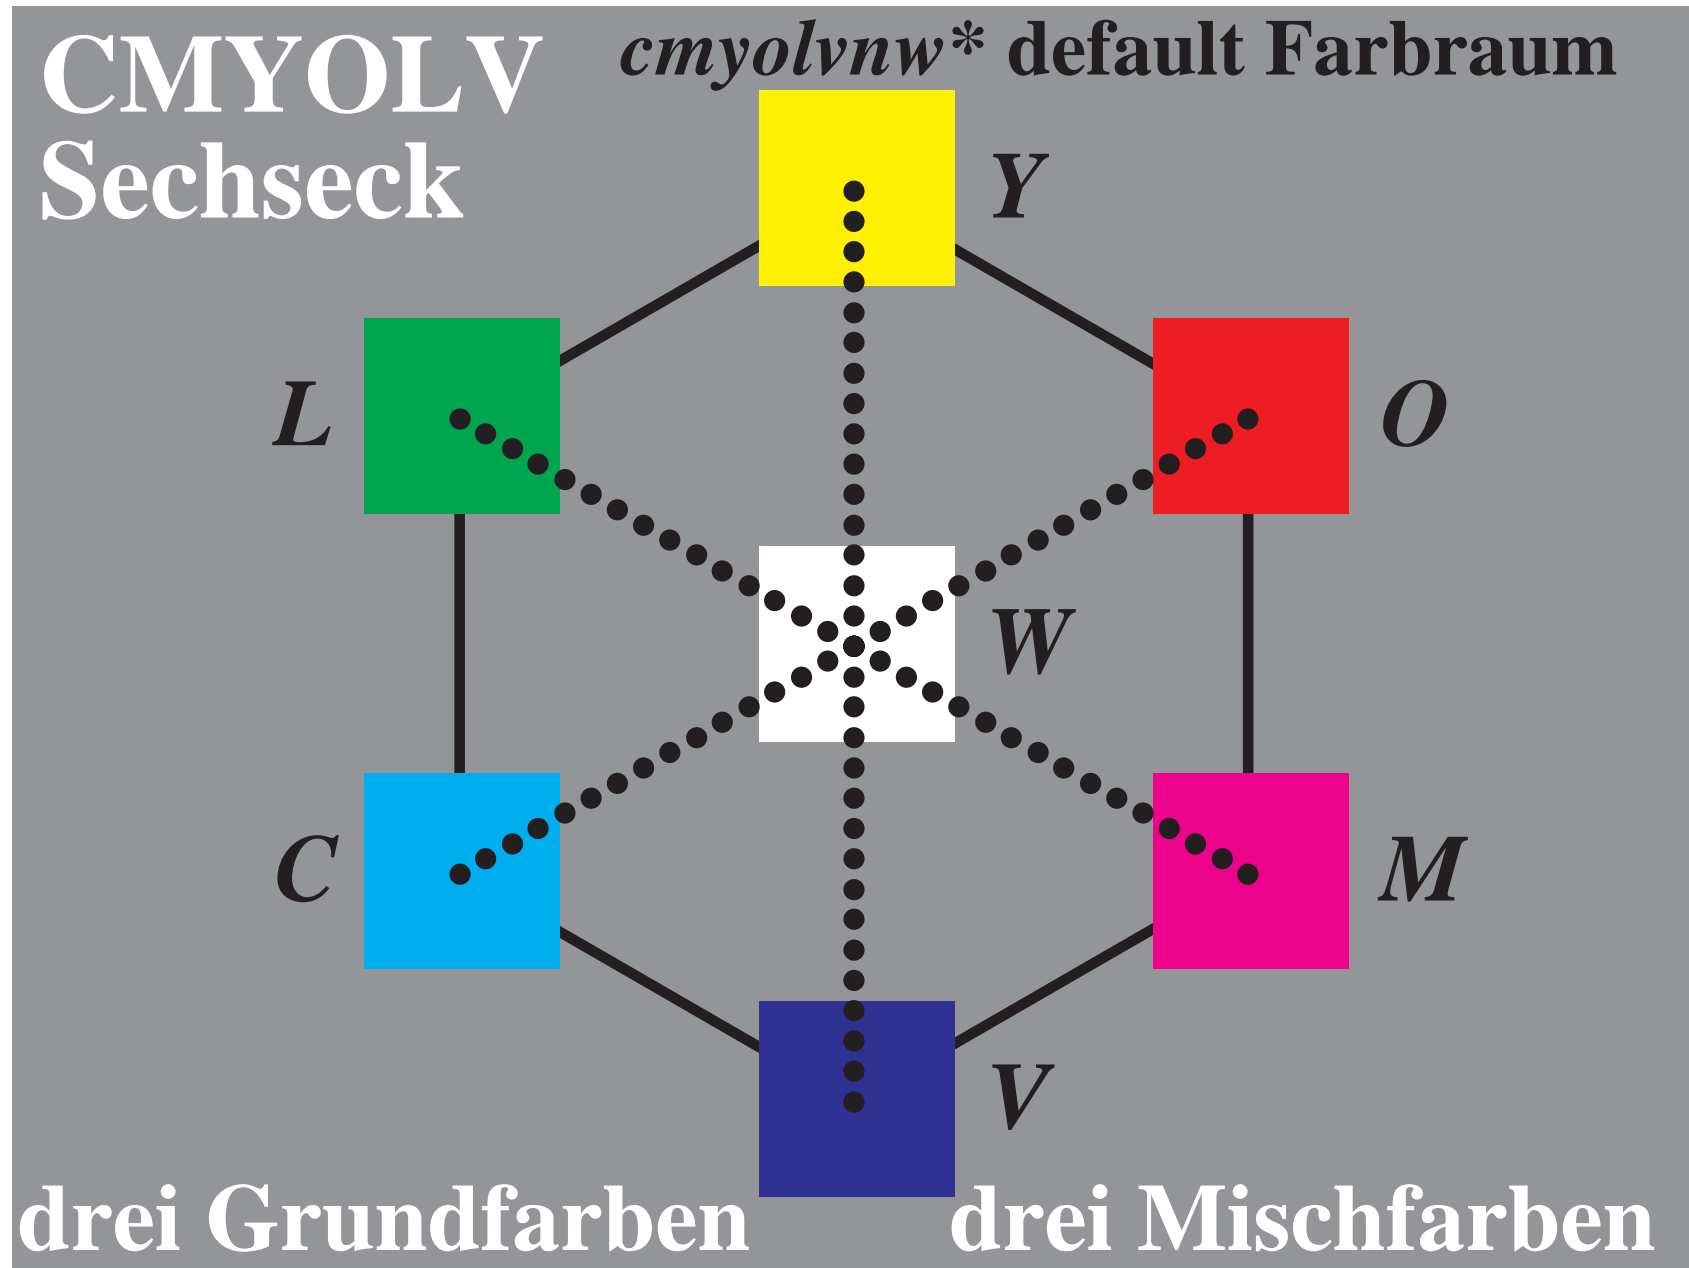 CMYOLV
Sechseck
cmyolvnw* default Farbraum
Y
L
O
W
C
M
V
drei Grundfarben
drei Mischfarben